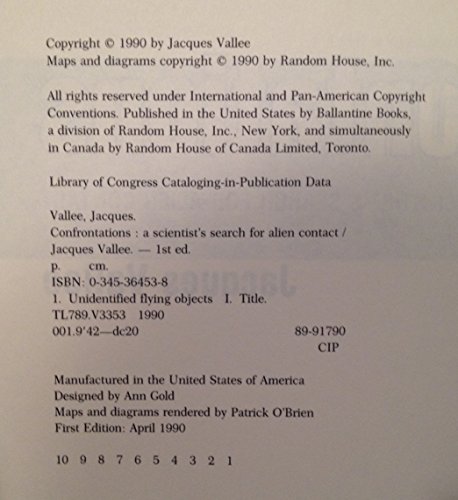 Copyright © 1990 by Jacques Vallee
Maps and diagrams copyright © 1990 by Random House, Inc.
All rights reserved under International and Pan-American Copyright
Conventions. Published in the United States by Ballantine Books,
a division of Random House, Inc., New York, and simultaneously
in Canada by Random House of Canada Limited, Toronto.
Library of Congress Cataloging-in-Publication Data
Vallee, Jacques.
Confrontations : a scientist's search for alien contact /
Jacques Vallee. — 1st ed.
p. cm.
ISBN: 0-345-36453-8
1. Unidentified flying objects I. Title.
TL789.V3353 1990
001.9'42—dc20 89-91790
CIP
Manufactured in the United States of America
Designed by Ann Gold
Maps and diagrams rendered by Patrick O'Brien
First Edition: April 1990
10 9 8 7 6 5 4 3 2 1